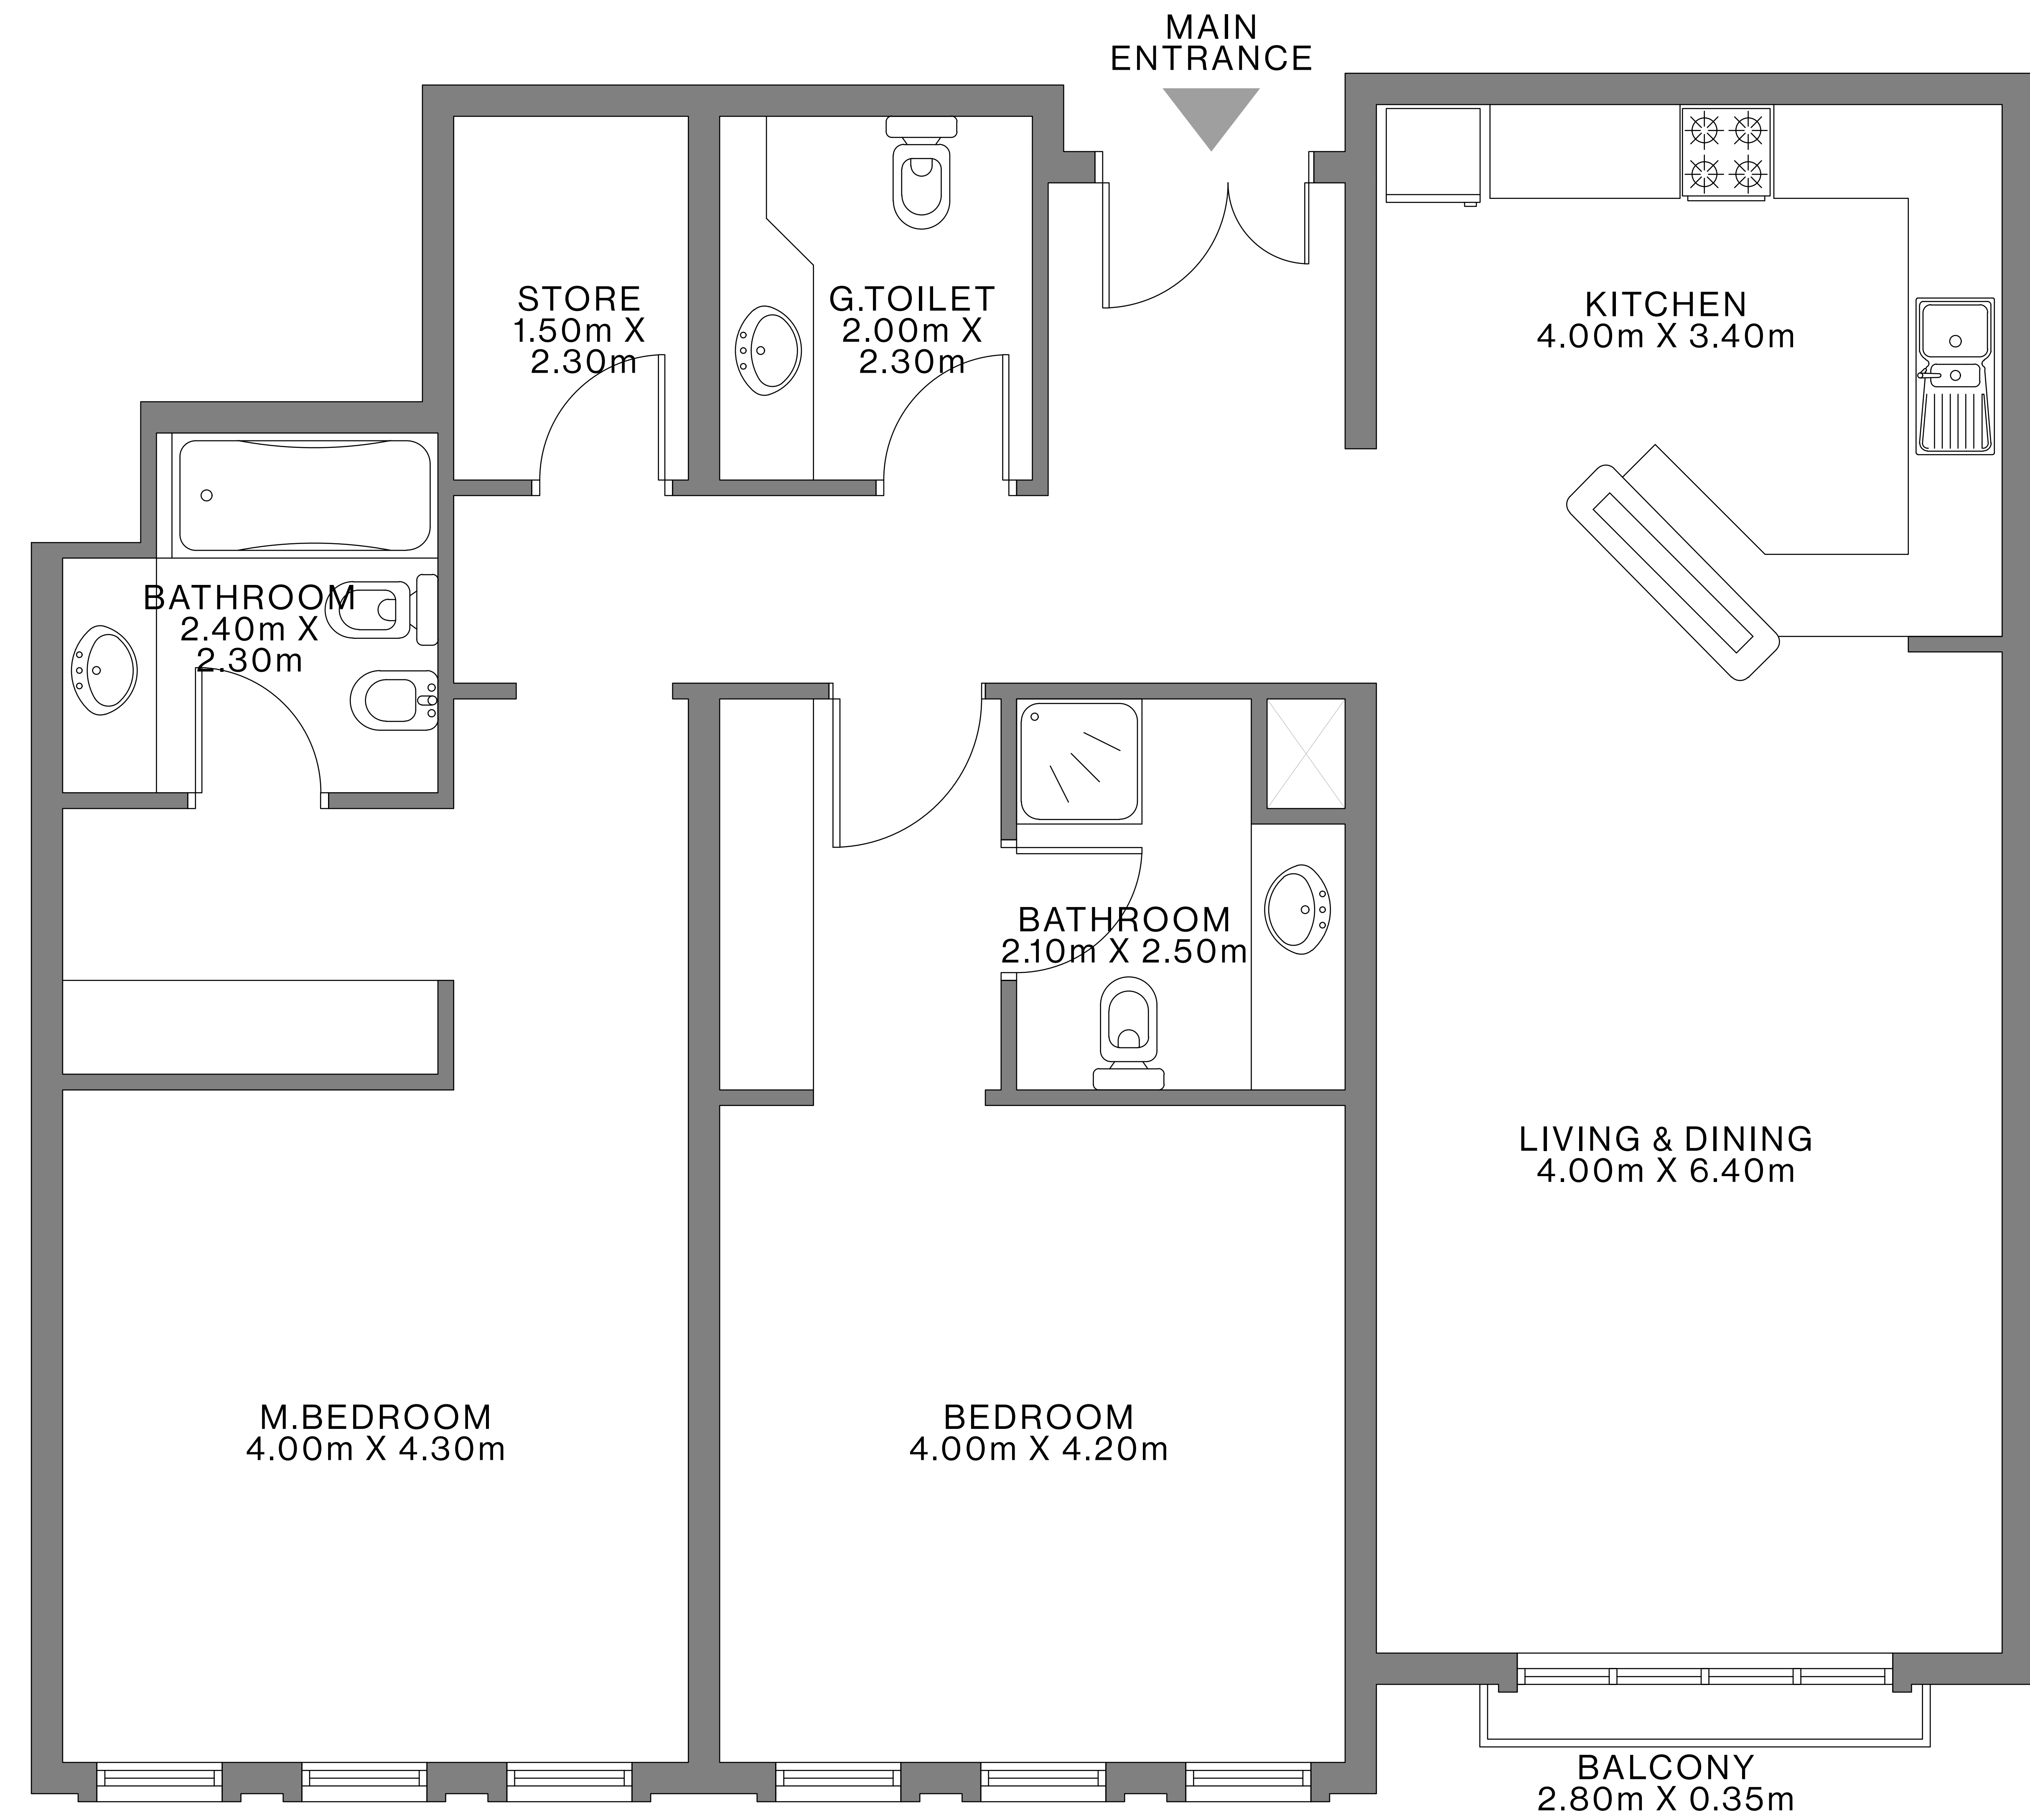 MAIN
ENTRANCE
STORE
1.50m X
2.30m
G.TOILET
2.00m X
2.30m
KITCHEN
4.00m X 3.40m
BATHROOM
2.40m X
2.30m
BATHROOM
2.10m X 2.50m
LIVING & DINING
4.00m X 6.40m
M.BEDROOM
4.00m X 4.30m
BEDROOM
4.00m X 4.20m
BALCONY
2.80m X 0.35m